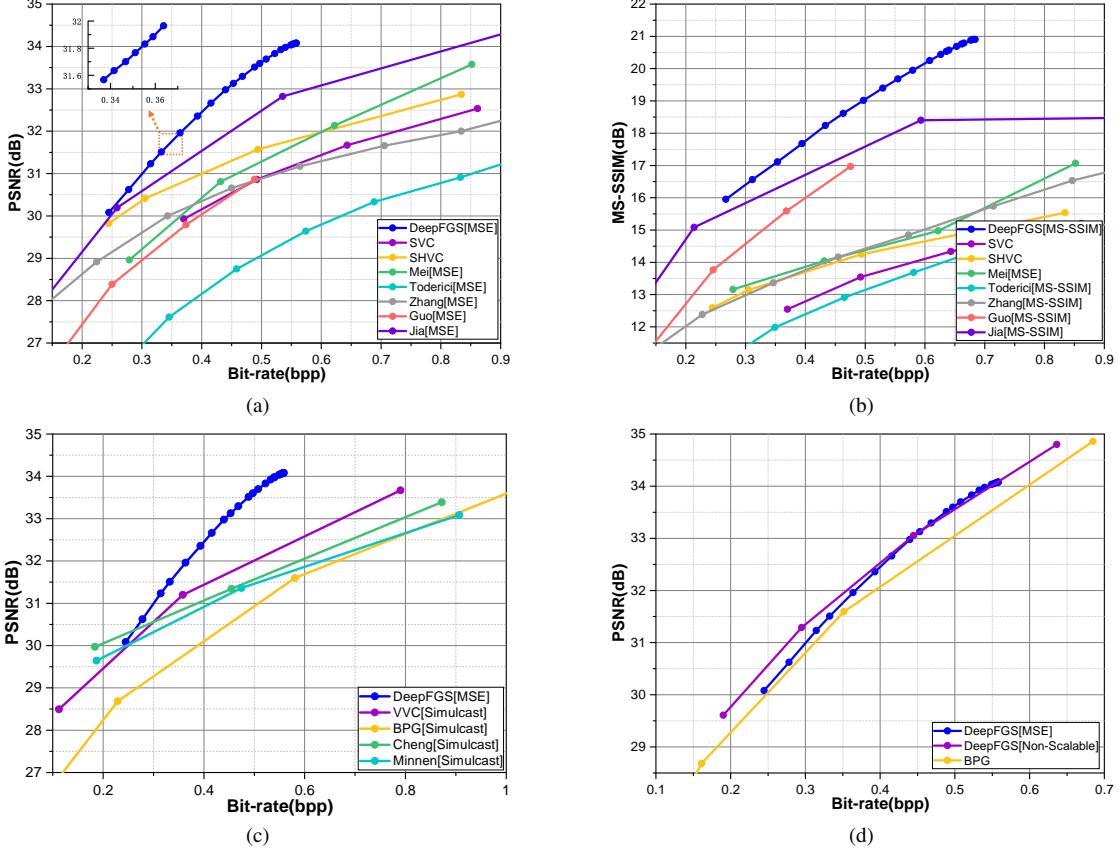 35
34
33
32
31
30
29
28
27
PSNR(dB)
32
31.8
31.6
0.34
0.36
DeepFGS[MSE]
SVC
SHVC
Mei[MSE]
Toderici[MSE]
Zhang[MSE]
Guo[MSE]
Jia[MSE]
0.2 0.3 0.4 0.5 0.6 0.7 0.8 0.9
Bit-rate(bpp)
(a)
22
21
20
19
18
17
16
15
14
13
12
MS-SSIM(dB)
DeepFGS[MS-SSIM]
SVC
SHVC
Mei[MSE]
Toderici[MS-SSIM]
Zhang[MS-SSIM]
Guo[MS-SSIM]
Jia[MS-SSIM]
0.2 0.3 0.4 0.5 0.6 0.7 0.8 0.9
Bit-rate(bpp)
(b)
35
34
33
32
31
30
29
28
27
PSNR(dB)
DeepFGS[MSE]
VVC[Simulcast]
BPG[Simulcast]
Cheng[Simulcast]
Minnen[Simulcast]
0.2 0.4 0.6 0.8 1
Bit-rate(bpp)
(c)
35
34
33
32
31
30
29
PSNR(dB)
DeepFGS[MSE]
DeepFGS[Non-Scalable]
BPG
0.1 0.2 0.3 0.4 0.5 0.6 0.7
Bit-rate(bpp)
(d)